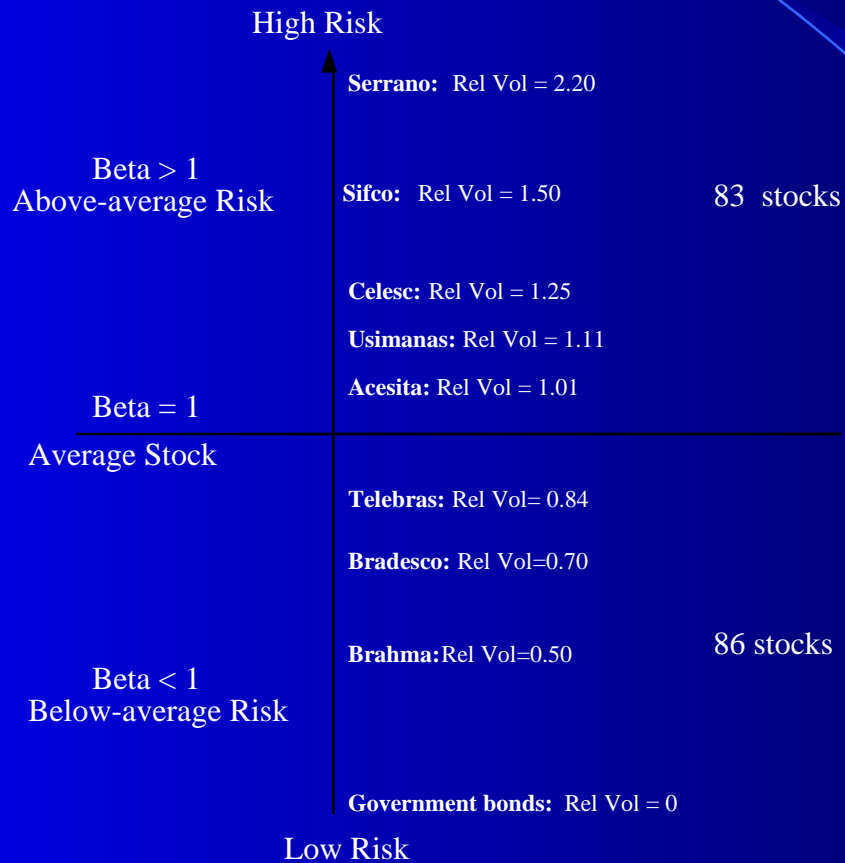 High Risk
Serrano: Rel Vol = 2.20
Beta > 1
Above-average Risk
Sifco: Rel Vol = 1.50
83 stocks
Celesc: Rel Vol = 1.25
Usimanas: Rel Vol = 1.11
Acesita: Rel Vol = 1.01
Beta = 1
Average Stock
Telebras: Rel Vol= 0.84
Bradesco: Rel Vol=0.70
Brahma:Rel Vol=0.50
86 stocks
Beta < 1
Below-average Risk
Government bonds: Rel Vol = 0
Low Risk